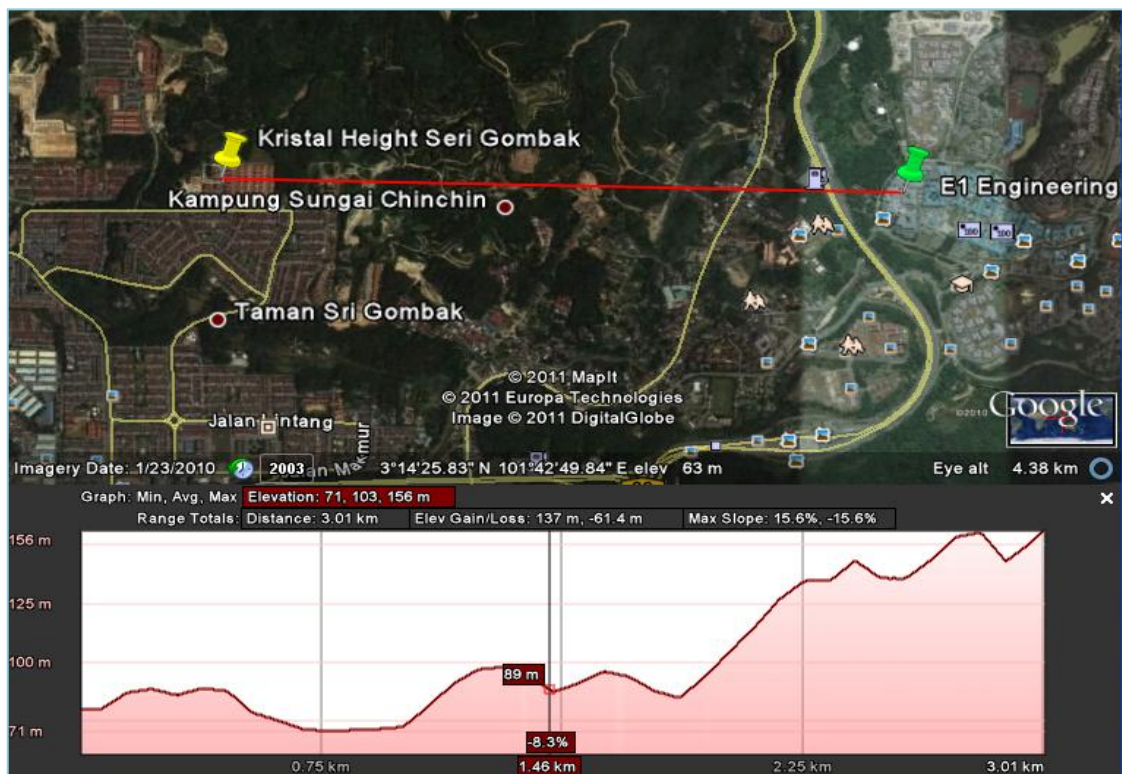 Kristal Height Seri Gombak
E1 Engineering
Kampung Sungai Chinchin
Taman Sri Gombak
© 2011 MapIt
© 2011 Europa Technologies
Image © 2011 DigitalGlobe
©2010 Google
Jalan Lintang
Jalan Makmur
Imagery Date: 1/23/2010 2003 3°14'25.83" N 101°42'49.84" E elev 63 m Eye alt 4.38 km
Graph: Min, Avg, Max Elevation: 71, 103, 156 m
Range Totals: Distance: 3.01 km Elev Gain/Loss: 137 m, -61.4 m Max Slope: 15.6%, -15.6%
156 m
125 m
100 m
89 m
71 m
-8.3%
0.75 km 1.46 km 2.25 km 3.01 km